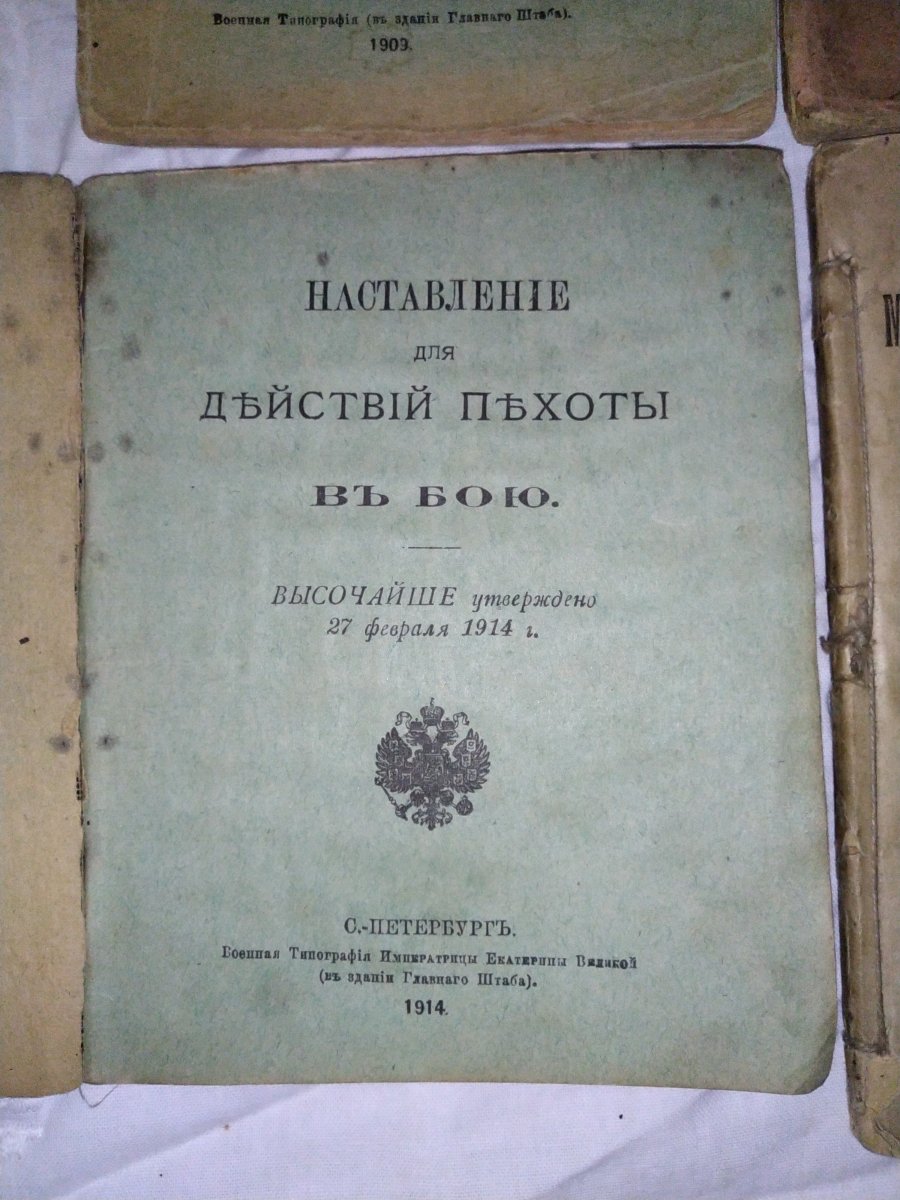 Военная Типографія (въ зданіи Главнаго Штаба).
1909.
НАСТАВЛЕНІЕ
ДЛЯ
ДѢЙСТВІЙ ПѢХОТЫ
ВЪ БОЮ.
ВЫСОЧАЙШЕ утверждено
27 февраля 1914 г.
С.-ПЕТЕРБУРГЪ.
Военная Типографія Императрицы Екатерины Великой
(въ зданіи Главнаго Штаба).
1914.